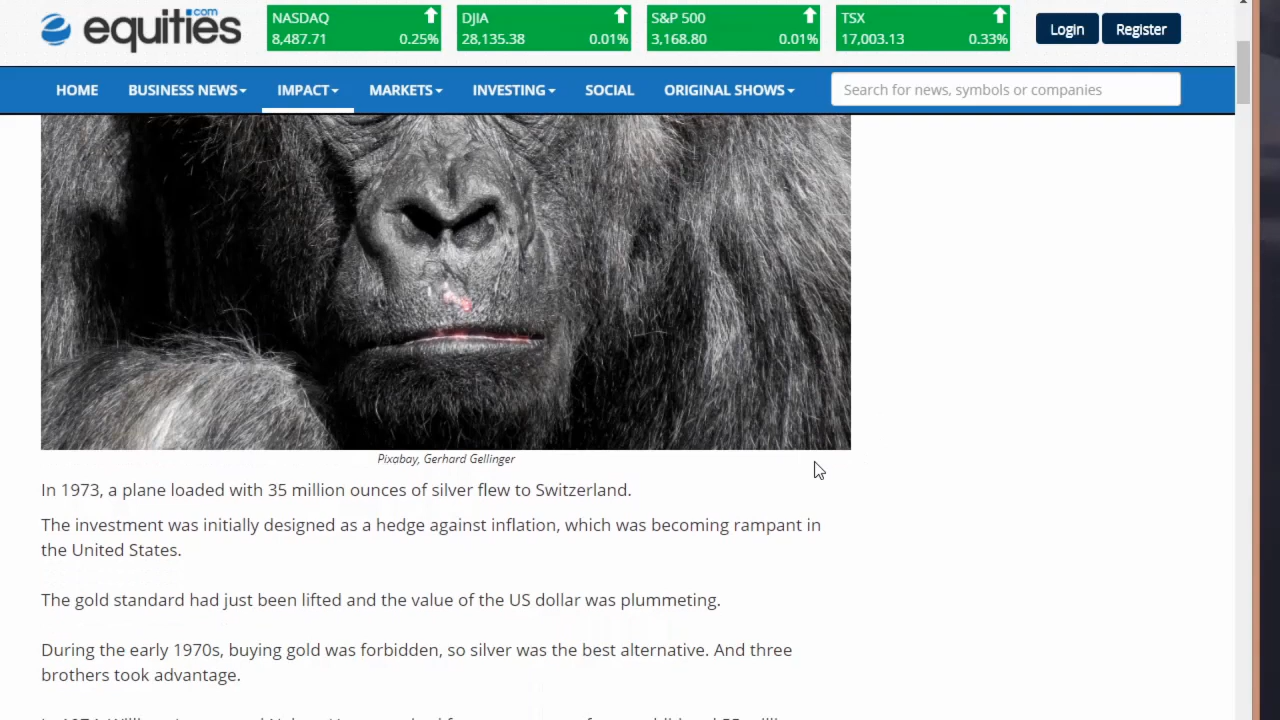 equities.com
NASDAQ
8,487.71 0.25%
DJIA
28,135.38 0.01%
S&P 500
3,168.80 0.01%
TSX
17,003.13 0.33%
Login Register
HOME BUSINESS NEWS IMPACT MARKETS INVESTING SOCIAL ORIGINAL SHOWS Search for news, symbols or companies
Pixabay, Gerhard Gellinger
In 1973, a plane loaded with 35 million ounces of silver flew to Switzerland.
The investment was initially designed as a hedge against inflation, which was becoming rampant in
the United States.
The gold standard had just been lifted and the value of the US dollar was plummeting.
During the early 1970s, buying gold was forbidden, so silver was the best alternative. And three
brothers took advantage.